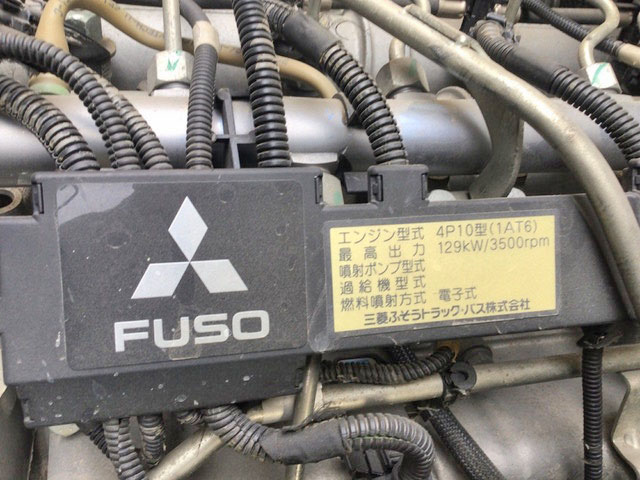 FUSO
エンジン型式 4P10型(1AT6)
最高出力 129kW/3500rpm
噴射ポンプ型式
過給機型式
燃料噴射方式 電子式
三菱ふそうトラック・バス株式会社